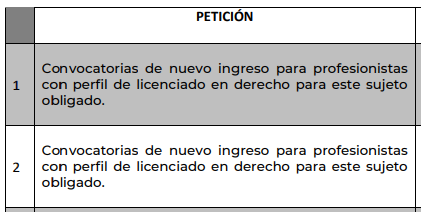 PETICIÓN
1
Convocatorias de nuevo ingreso para profesionistas
con perfil de licenciado en derecho para este sujeto
obligado.
2
Convocatorias de nuevo ingreso para profesionistas
con perfil de licenciado en derecho para este sujeto
obligado.